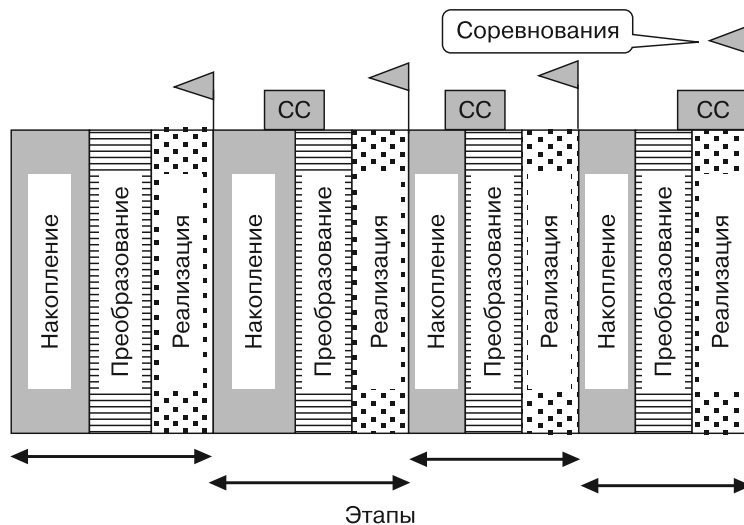 Соревнования
СС
СС
СС
Накопление
Преобразование
Реализация
Накопление
Преобразование
Реализация
Накопление
Преобразование
Реализация
Накопление
Преобразование
Реализация
Этапы